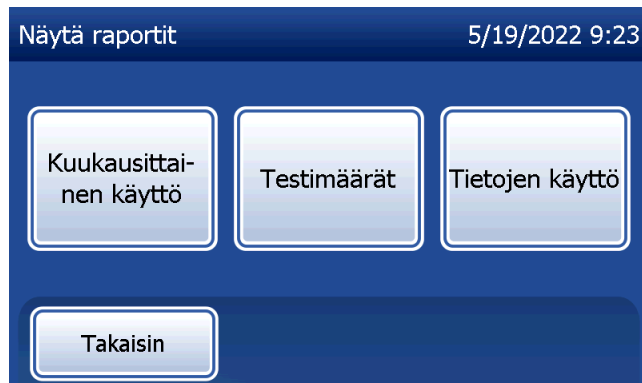 Näytä raportit 5/19/2022 9:23
Kuukausittai-
nen käyttö
Testimäärät
Tietojen käyttö
Takaisin